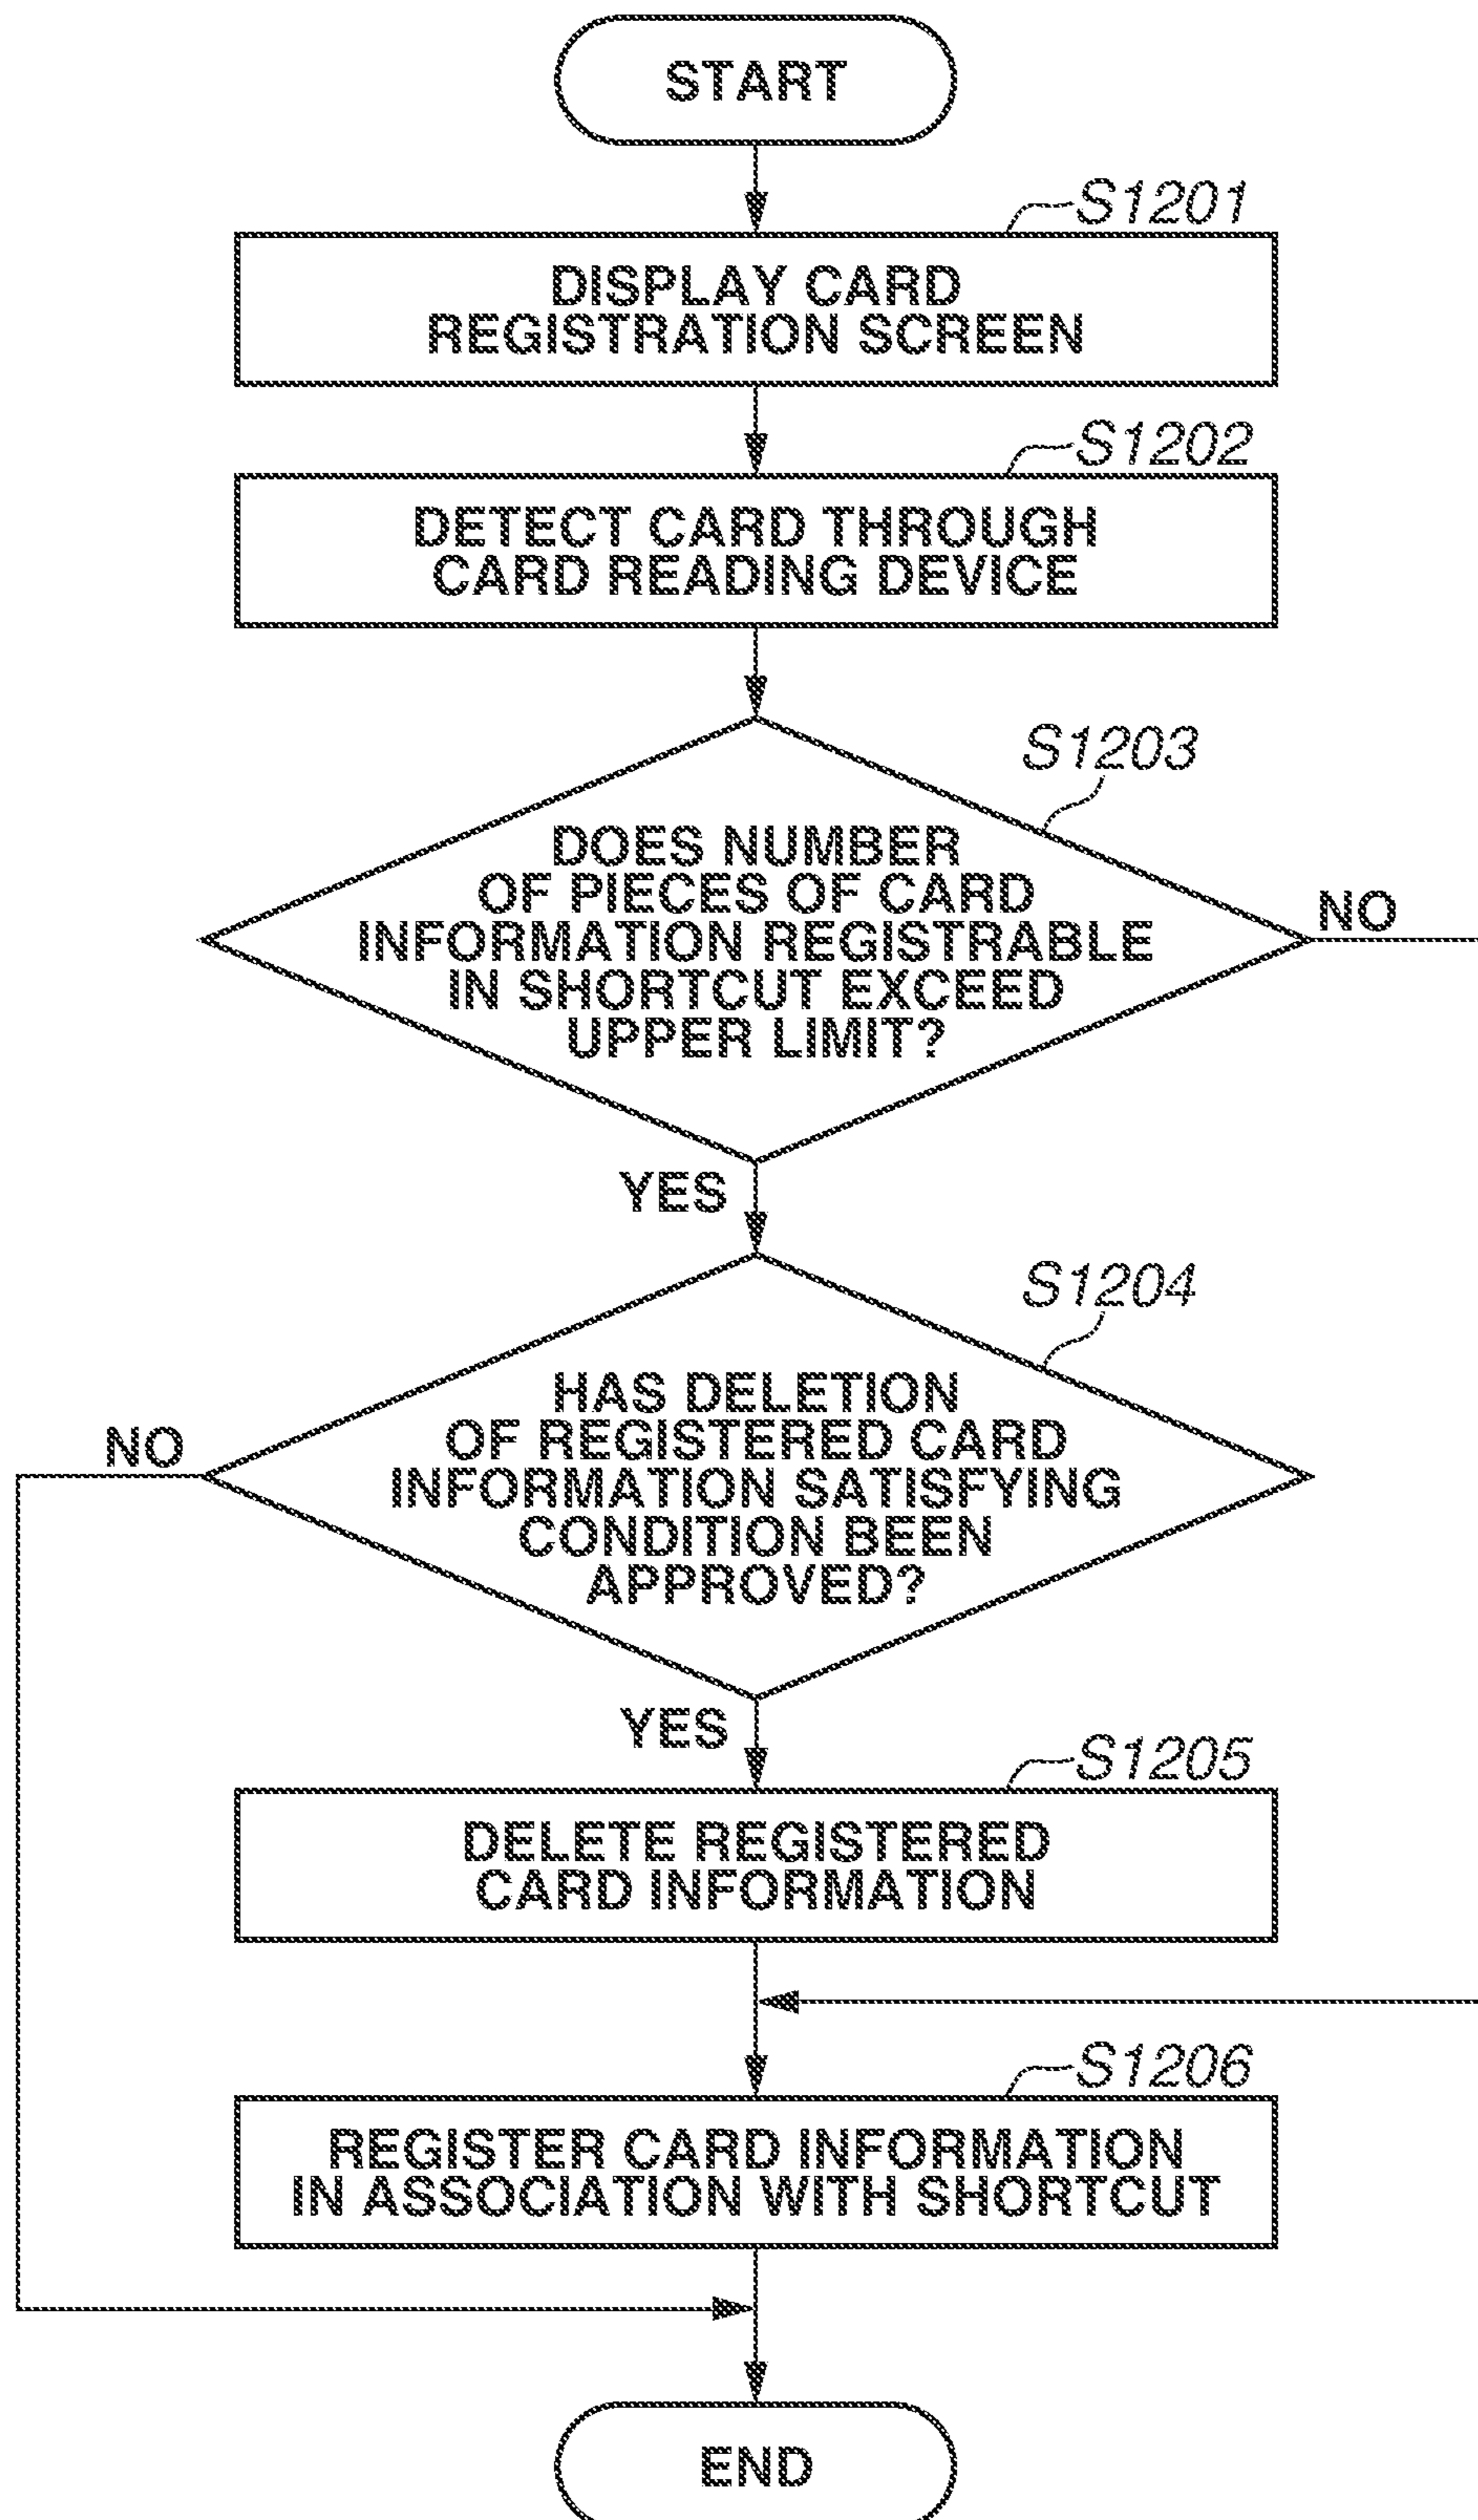 START
S1201
DISPLAY CARD
REGISTRATION SCREEN
S1202
DETECT CARD THROUGH
CARD READING DEVICE
S1203
DOES NUMBER
OF PIECES OF CARD
INFORMATION REGISTRABLE
IN SHORTCUT EXCEED
UPPER LIMIT?
NO
YES
S1204
HAS DELETION
OF REGISTERED CARD
INFORMATION SATISFYING
CONDITION BEEN
APPROVED?
NO
YES
S1205
DELETE REGISTERED
CARD INFORMATION
S1206
REGISTER CARD INFORMATION
IN ASSOCIATION WITH SHORTCUT
END